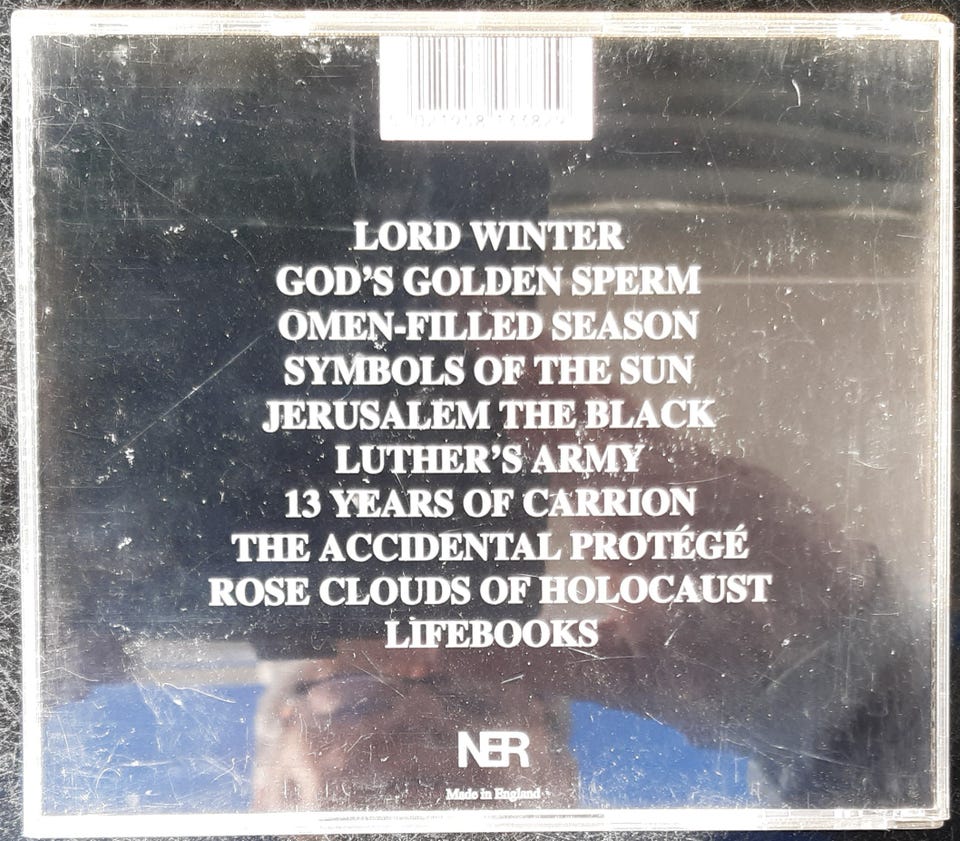 LORD WINTER
GOD'S GOLDEN SPERM
OMEN-FILLED SEASON
SYMBOLS OF THE SUN
JERUSALEM THE BLACK
LUTHER'S ARMY
13 YEARS OF CARRION
THE ACCIDENTAL PROTÉGÉ
ROSE CLOUDS OF HOLOCAUST
LIFEBOOKS
NER
Made in England